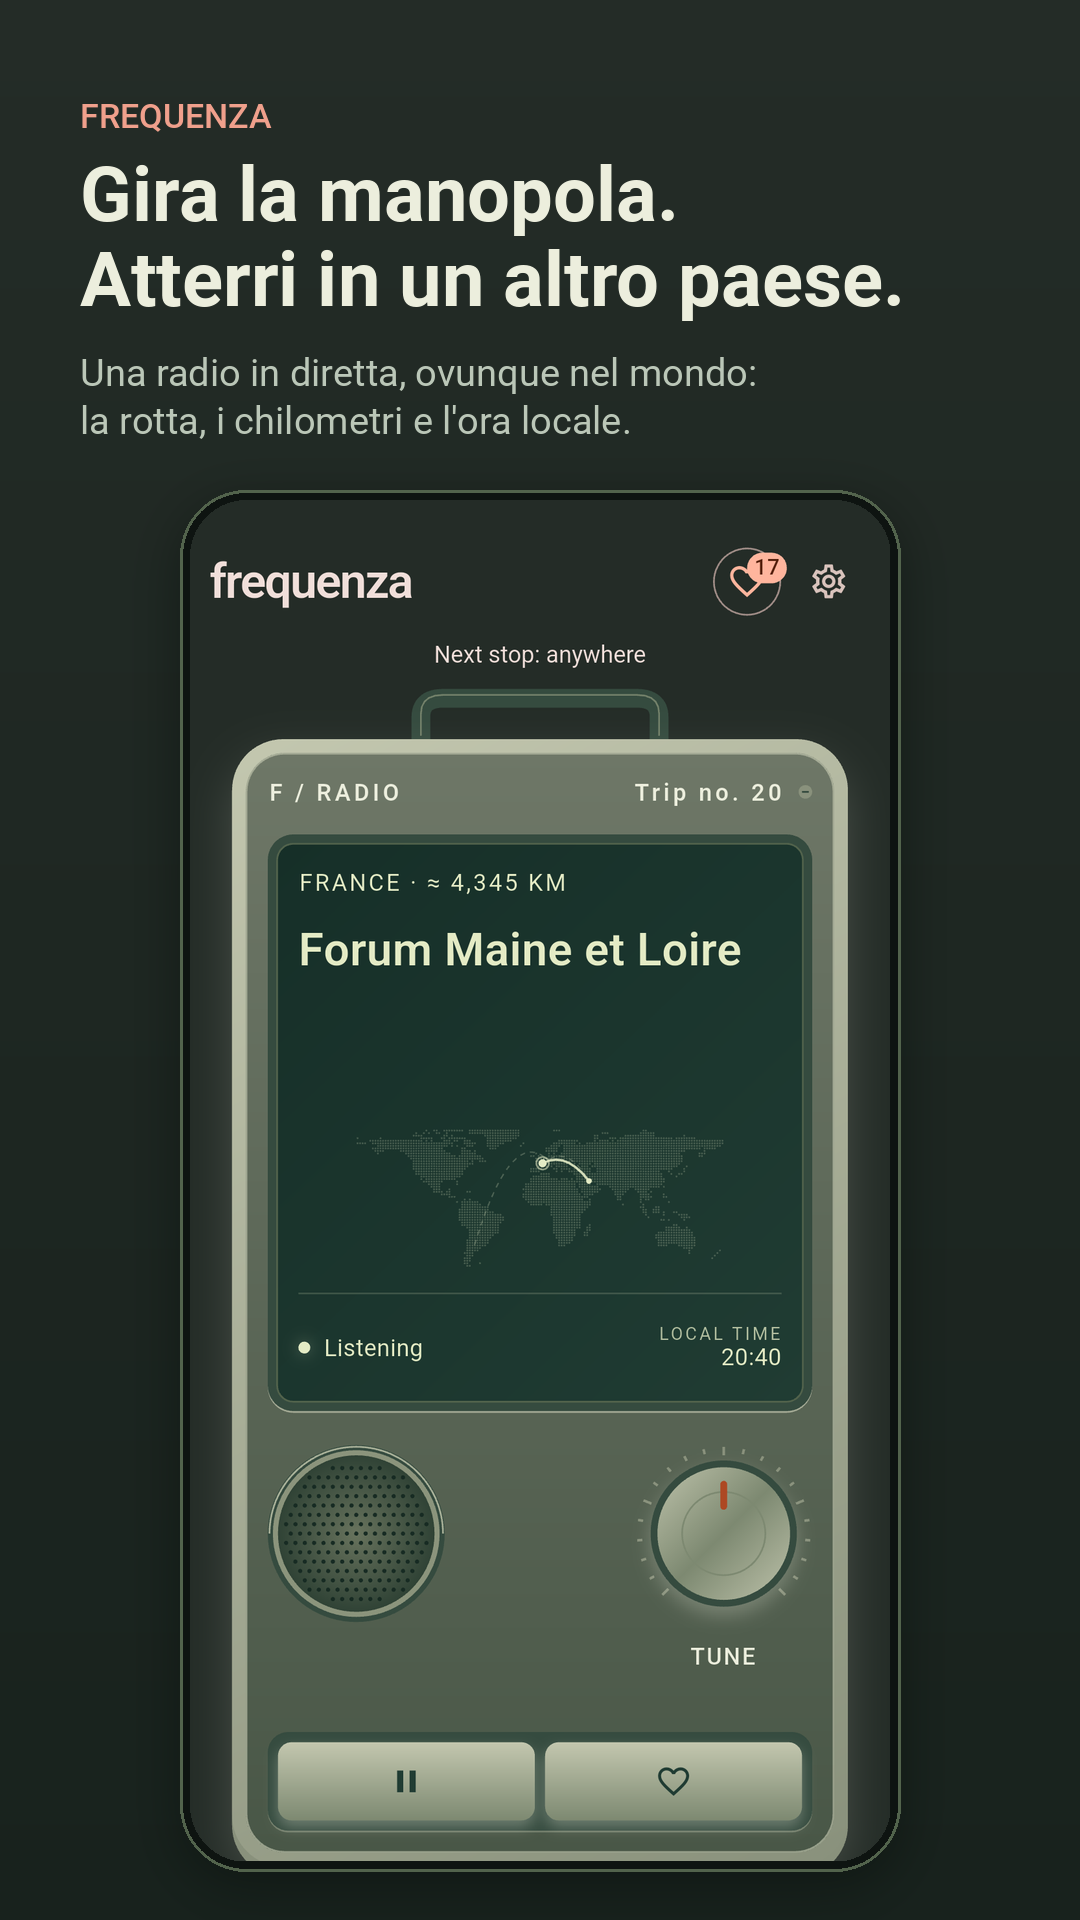 FREQUENZA
Gira la manopola.
Atterri in un altro paese.
Una radio in diretta, ovunque nel mondo:
la rotta, i chilometri e l'ora locale.
frequenza
17
Next stop: anywhere
F / RADIO
Trip no. 20
FRANCE · ≈ 4,345 KM
Forum Maine et Loire
Listening
LOCAL TIME
20:40
TUNE